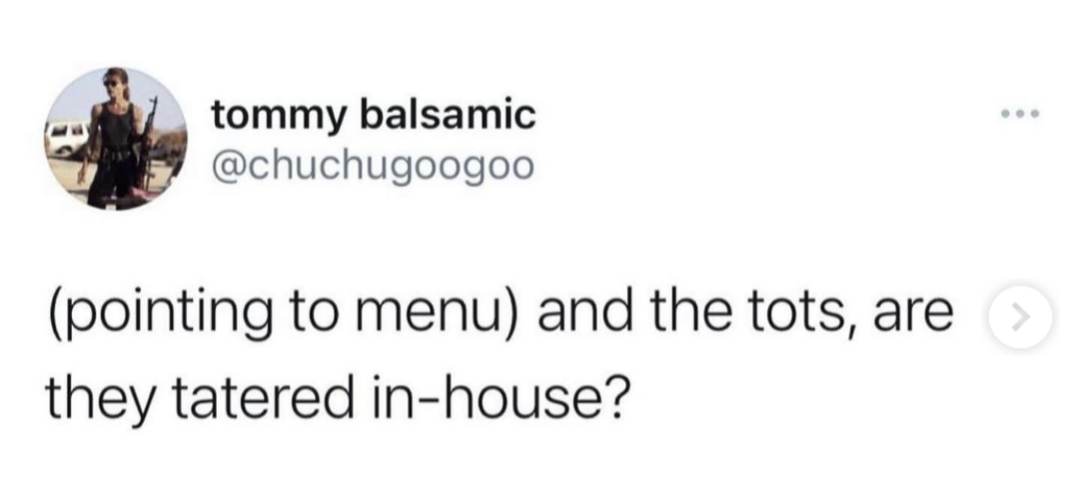 tommy balsamic
@chuchugoogoo
(pointing to menu) and the tots, are
they tatered in-house?